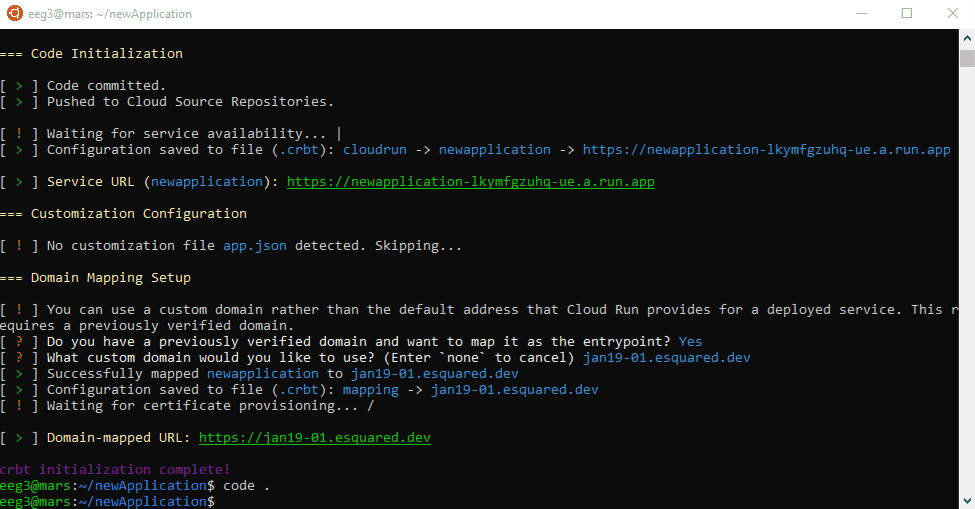 eeg3@mars: ~/newApplication
=== Code Initialization
[ > ] Code committed.
[ > ] Pushed to Cloud Source Repositories.
[ ! ] Waiting for service availability... |
[ > ] Configuration saved to file (.crbt): cloudrun -> newapplication -> https://newapplication-lkymfgzuhq-ue.a.run.app
[ > ] Service URL (newapplication): https://newapplication-lkymfgzuhq-ue.a.run.app
=== Customization Configuration
[ ! ] No customization file app.json detected. Skipping...
=== Domain Mapping Setup
[ ! ] You can use a custom domain rather than the default address that Cloud Run provides for a deployed service. This r
equires a previously verified domain.
[ ? ] Do you have a previously verified domain and want to map it as the entrypoint? Yes
[ ? ] What custom domain would you like to use? (Enter `none` to cancel) jan19-01.esquared.dev
[ > ] Successfully mapped newapplication to jan19-01.esquared.dev
[ > ] Configuration saved to file (.crbt): mapping -> jan19-01.esquared.dev
[ ! ] Waiting for certificate provisioning... /
[ > ] Domain-mapped URL: https://jan19-01.esquared.dev
crbt initialization complete!
eeg3@mars:~/newApplication$ code .
eeg3@mars:~/newApplication$